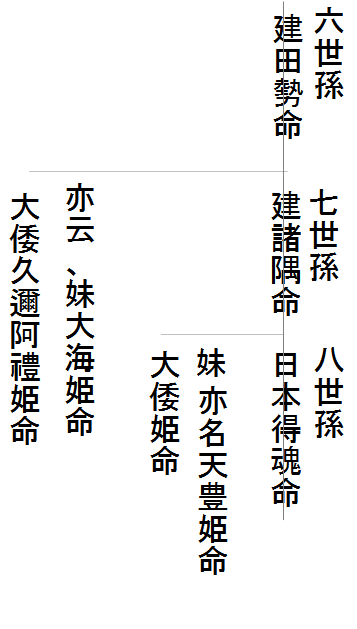 六世孫
建田勢命
七世孫
建諸隅命
亦云、妹大海姫命
大倭久邇阿禮姫命
八世孫
日本得魂命
妹 亦名天豊姫命
大倭姫命